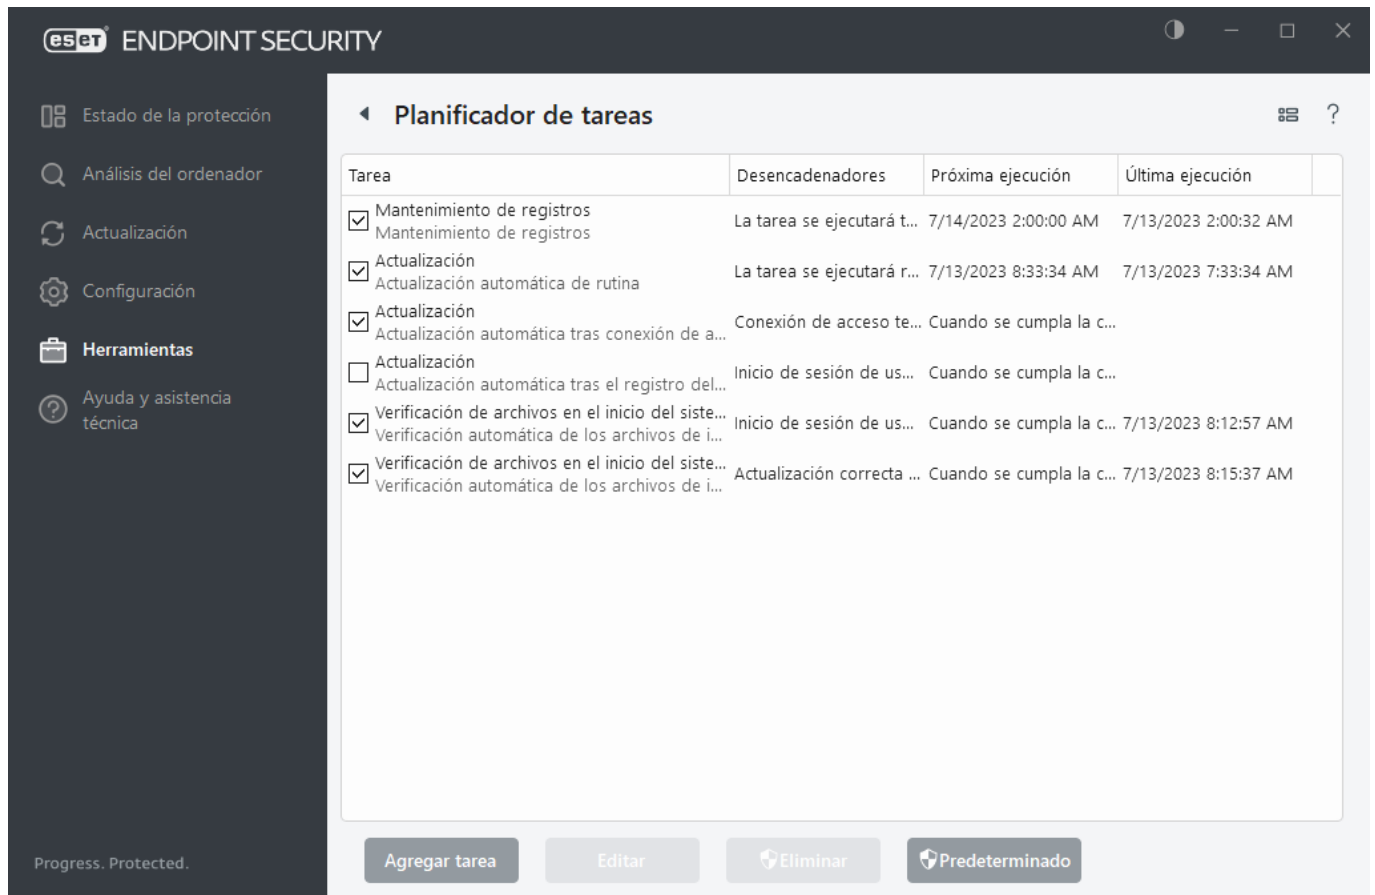 eset ENDPOINT SECURITY
Estado de la protección
Análisis del ordenador
Actualización
Configuración
Herramientas
Ayuda y asistencia
técnica
Progress. Protected.
Planificador de tareas
?
Tarea Desencadenadores Próxima ejecución Última ejecución
Mantenimiento de registros
Mantenimiento de registros
La tarea se ejecutará t... 7/14/2023 2:00:00 AM 7/13/2023 2:00:32 AM
Actualización
Actualización automática de rutina
La tarea se ejecutará r... 7/13/2023 8:33:34 AM 7/13/2023 7:33:34 AM
Actualización
Actualización automática tras conexión de a...
Conexión de acceso te... Cuando se cumpla la c...
Actualización
Actualización automática tras el registro del...
Inicio de sesión de us... Cuando se cumpla la c...
Verificación de archivos en el inicio del siste...
Verificación automática de los archivos de i...
Inicio de sesión de us... Cuando se cumpla la c... 7/13/2023 8:12:57 AM
Verificación de archivos en el inicio del siste...
Verificación automática de los archivos de i...
Actualización correcta ... Cuando se cumpla la c... 7/13/2023 8:15:37 AM
Agregar tarea Editar Eliminar Predeterminado